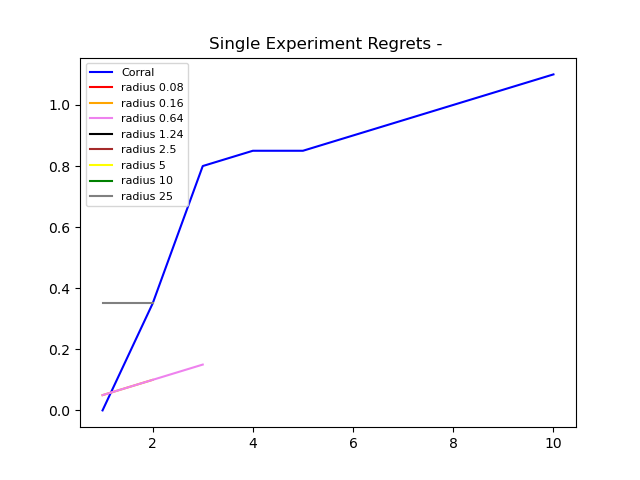 Single Experiment Regrets -
Corral
radius 0.08
radius 0.16
radius 0.64
radius 1.24
radius 2.5
radius 5
radius 10
radius 25
1.0
0.8
0.6
0.4
0.2
0.0
2
4
6
8
10